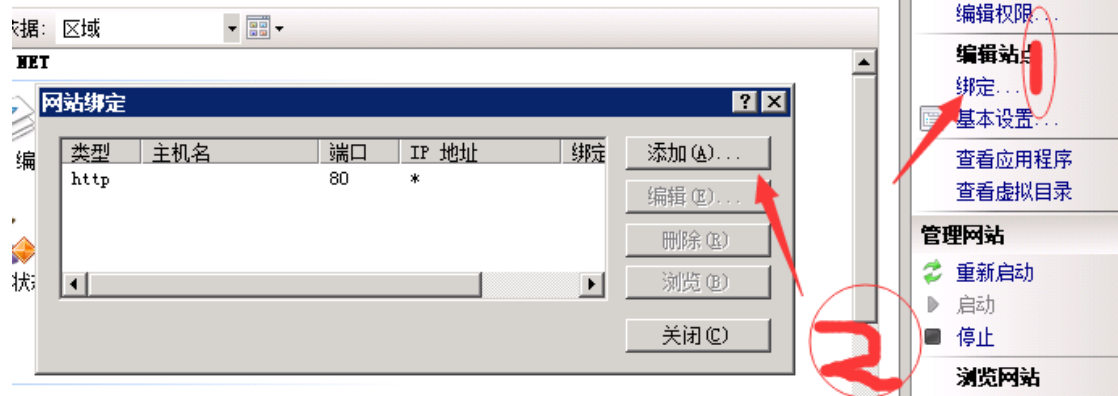 依据: 区域
NET
编
状态
网站绑定
类型 主机名 端口 IP 地址 绑定
http 80 *
添加(A)...
编辑(E)...
删除(R)
浏览(B)
关闭(C)
编辑权限...
编辑站点
绑定...
基本设置...
查看应用程序
查看虚拟目录
管理网站
重新启动
启动
停止
浏览网站
1
2